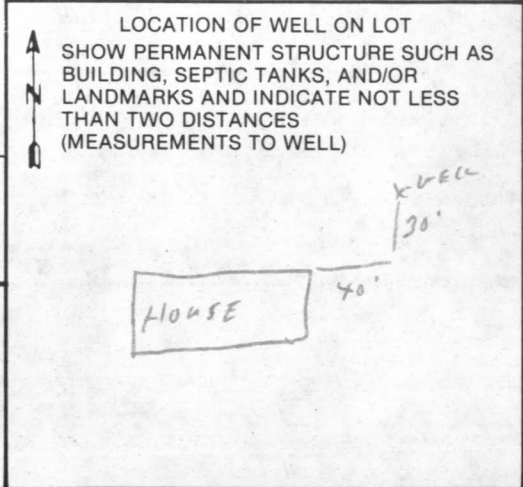 LOCATION OF WELL ON LOT
SHOW PERMANENT STRUCTURE SUCH AS
BUILDING, SEPTIC TANKS, AND/OR
N LANDMARKS AND INDICATE NOT LESS
THAN TWO DISTANCES
(MEASUREMENTS TO WELL)
x WELL
30'
40'
HOUSE